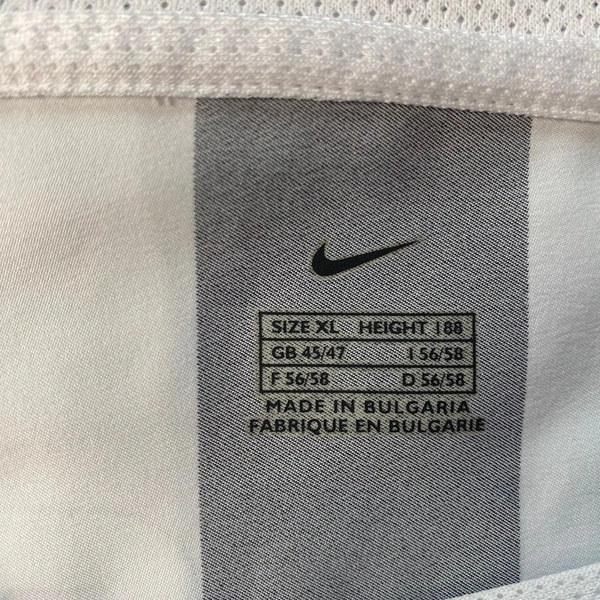 SIZE XL HEIGHT 188
GB 45/47 I 56/58
F 56/58 D 56/58
MADE IN BULGARIA
FABRIQUE EN BULGARIE